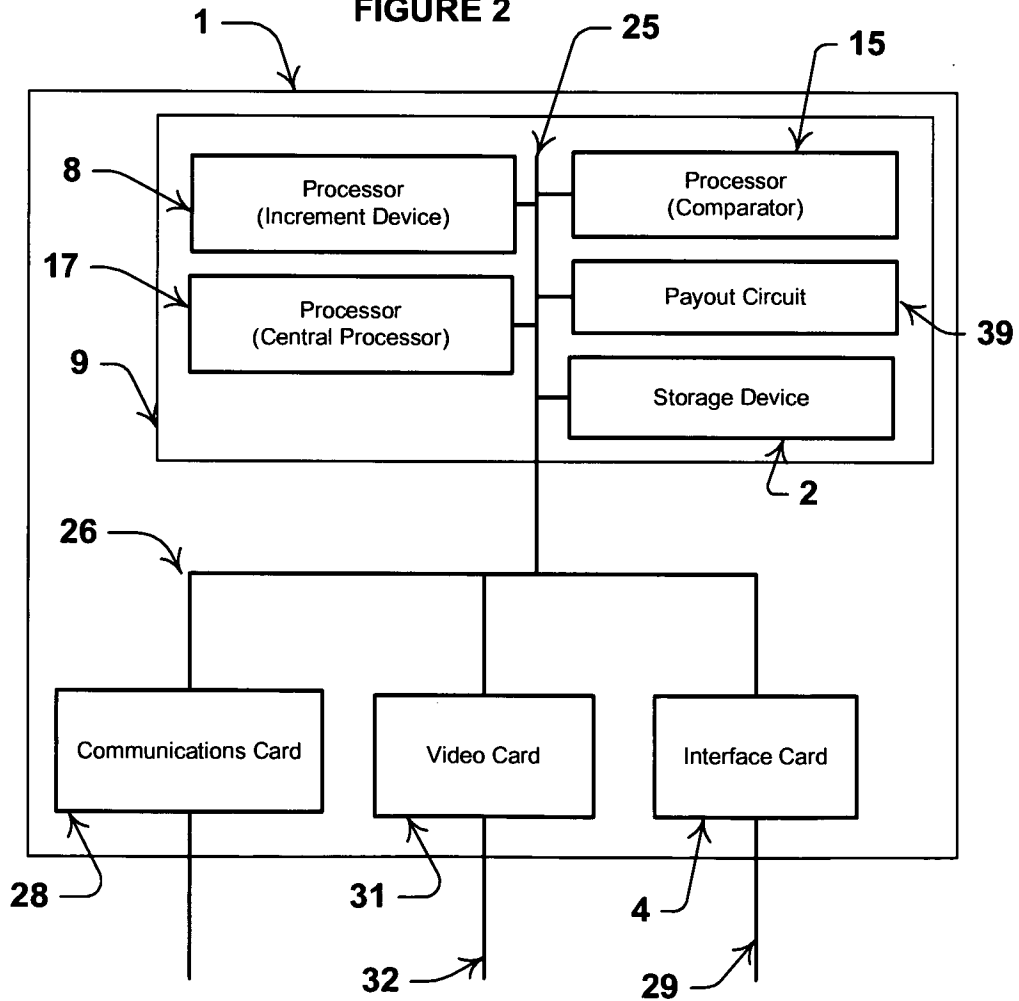 FIGURE 2
1
25
15
8
Processor
(Increment Device)
Processor
(Comparator)
17
Processor
(Central Processor)
Payout Circuit
39
9
Storage Device
2
26
Communications Card
Video Card
Interface Card
28
31
4
32
29